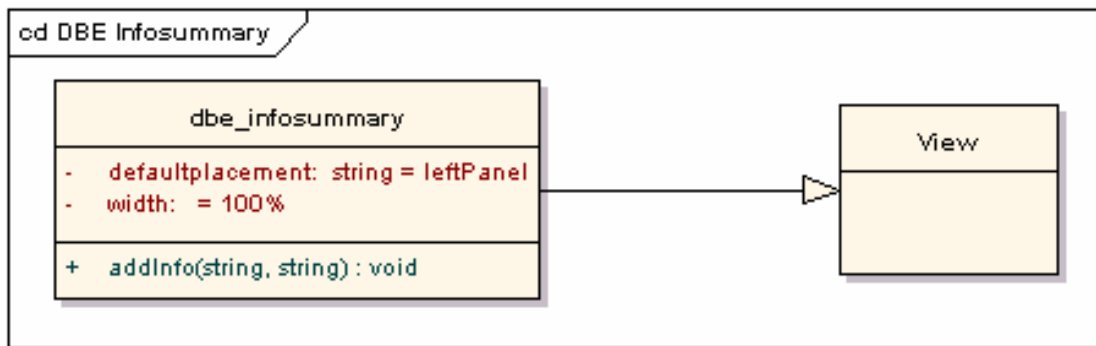 cd DBE Infosummary
dbe_infosummary
- defaultplacement: string = leftPanel
- width: = 100%
+ addInfo(string, string) : void
View